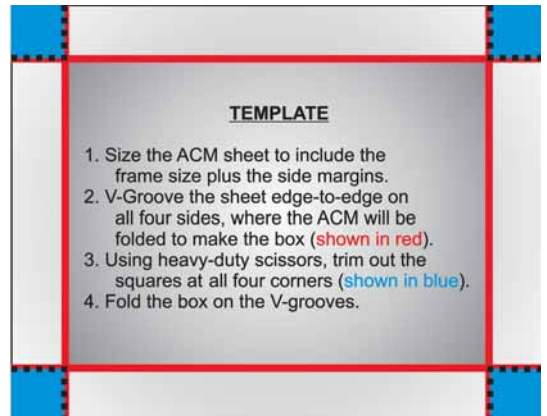 TEMPLATE
1. Size the ACM sheet to include the
frame size plus the side margins.
2. V-Groove the sheet edge-to-edge on
all four sides, where the ACM will be
folded to make the box (shown in red).
3. Using heavy-duty scissors, trim out the
squares at all four corners (shown in blue).
4. Fold the box on the V-grooves.